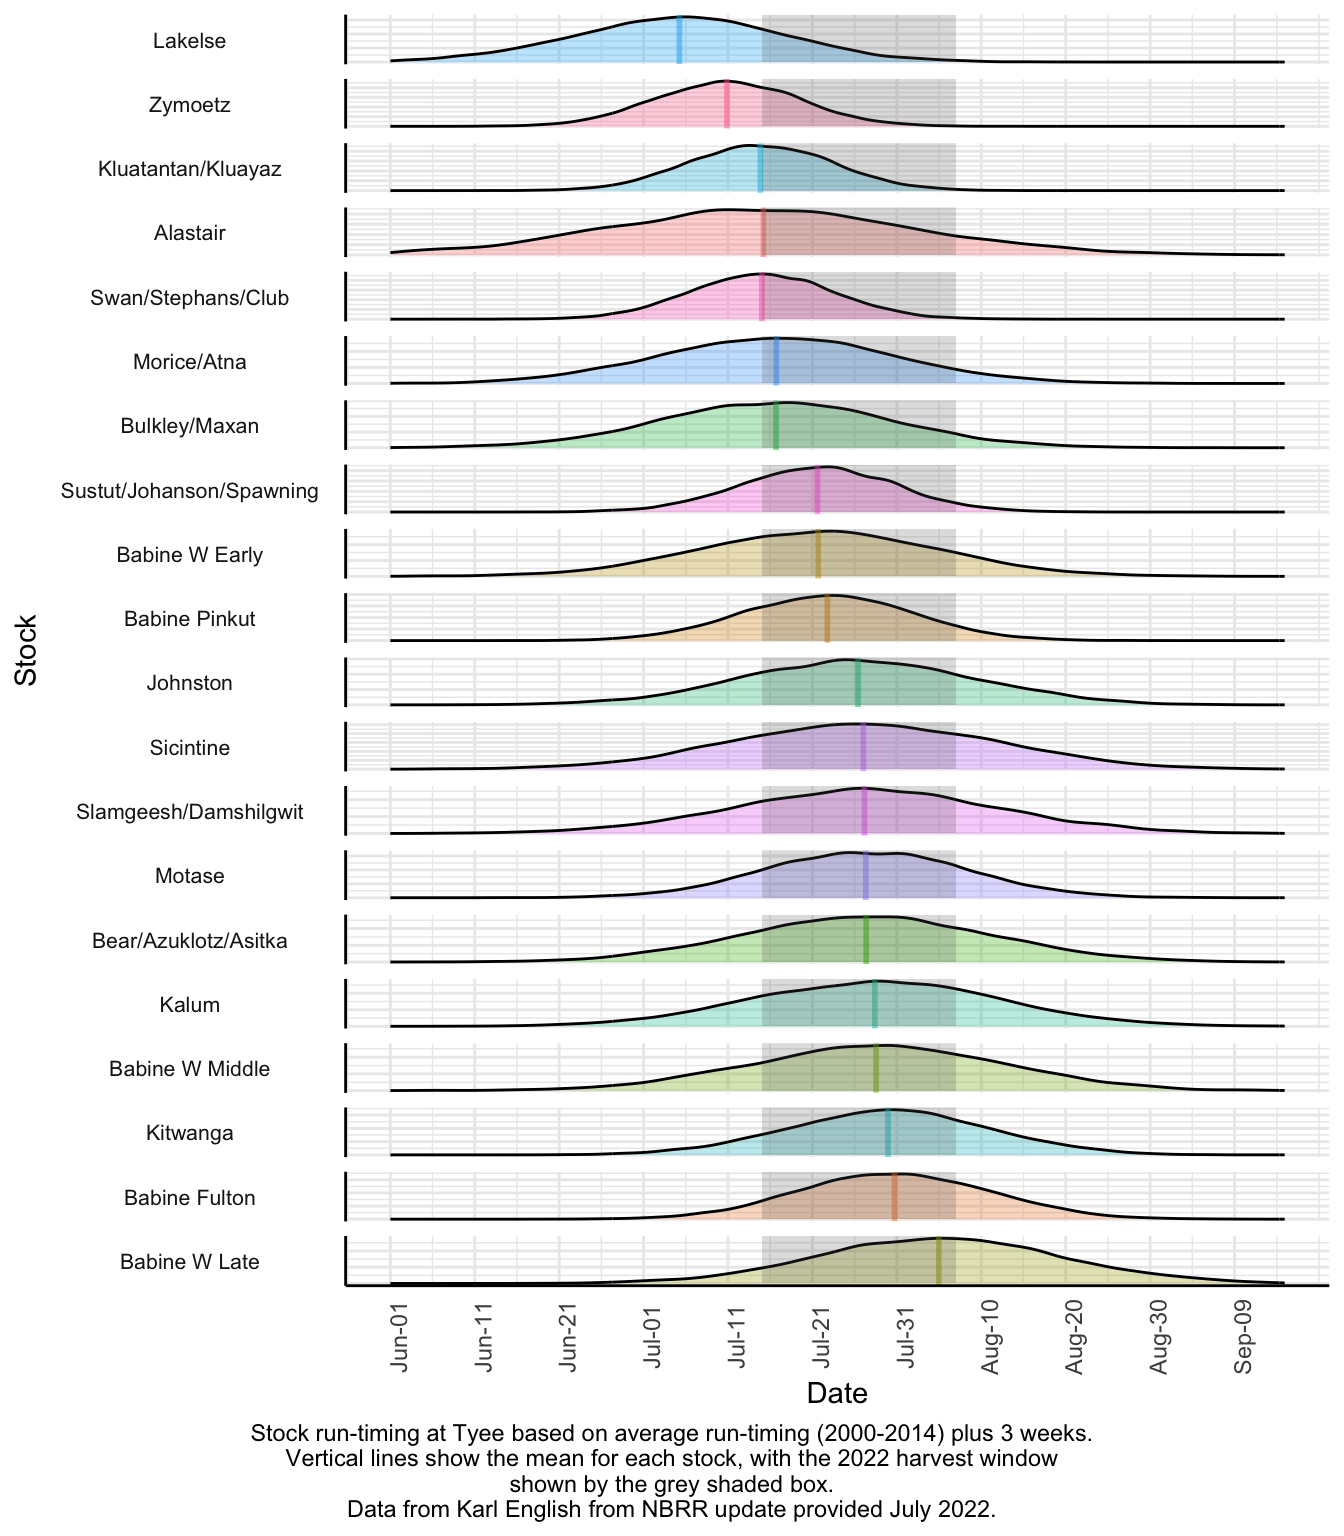 Lakelse
Zymoetz
Kluatantan/Kluayaz
Alastair
Swan/Stephans/Club
Morice/Atna
Bulkley/Maxan
Sustut/Johanson/Spawning
Babine W Early
Babine Pinkut
Johnston
Sicintine
Slamgeesh/Damshilgwit
Motase
Bear/Azuklotz/Asitka
Kalum
Babine W Middle
Kitwanga
Babine Fulton
Babine W Late
Stock
Jun-01
Jun-11
Jun-21
Jul-01
Jul-11
Jul-21
Jul-31
Aug-10
Aug-20
Aug-30
Sep-09
Date
Stock run-timing at Tyee based on average run-timing (2000-2014) plus 3 weeks.
Vertical lines show the mean for each stock, with the 2022 harvest window
shown by the grey shaded box.
Data from Karl English from NBRR update provided July 2022.